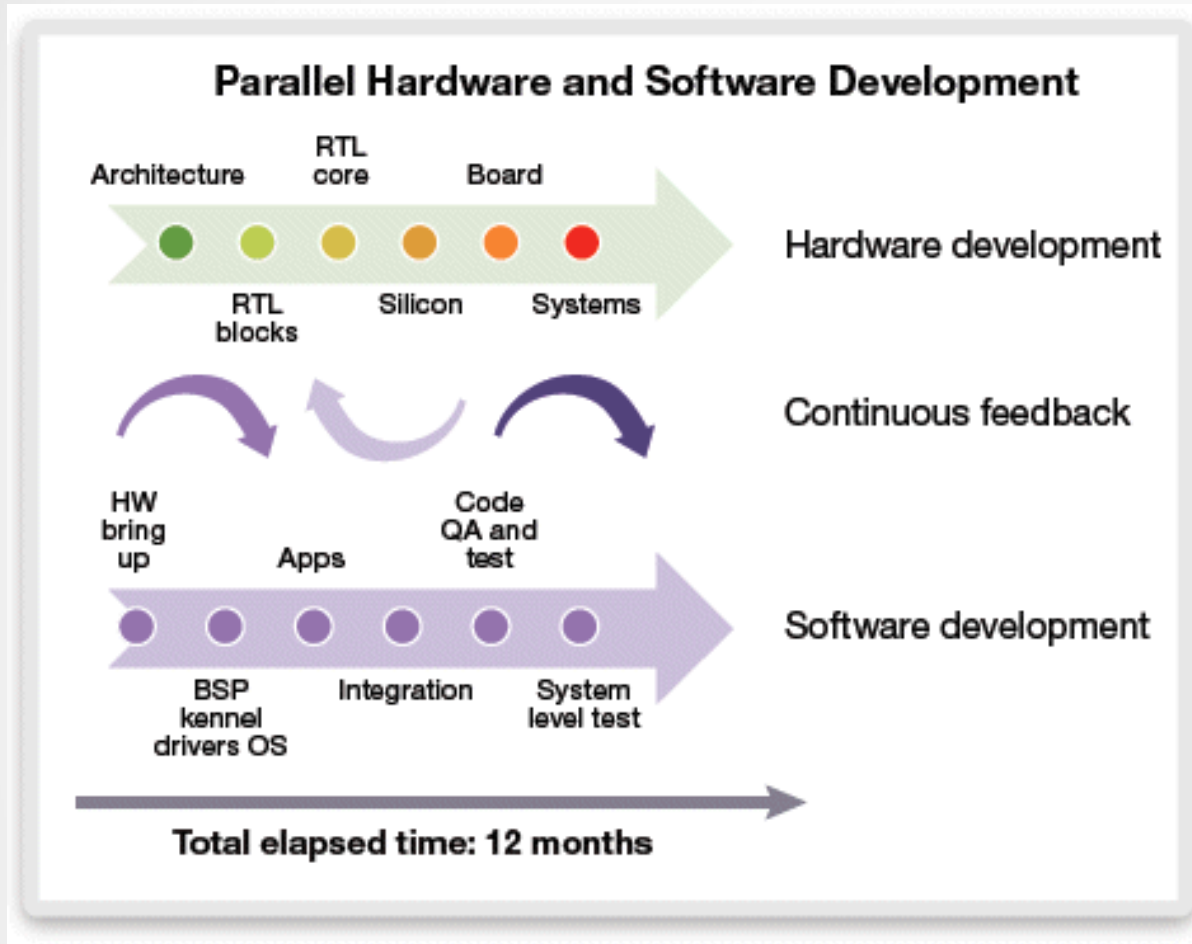 Parallel Hardware and Software Development
RTL
core
Architecture
Board
RTL
blocks
Silicon
Systems
Hardware development
Continuous feedback
HW
bring
up
Apps
Code
QA and
test
BSP
kennel
drivers OS
Integration
System
level test
Software development
Total elapsed time: 12 months